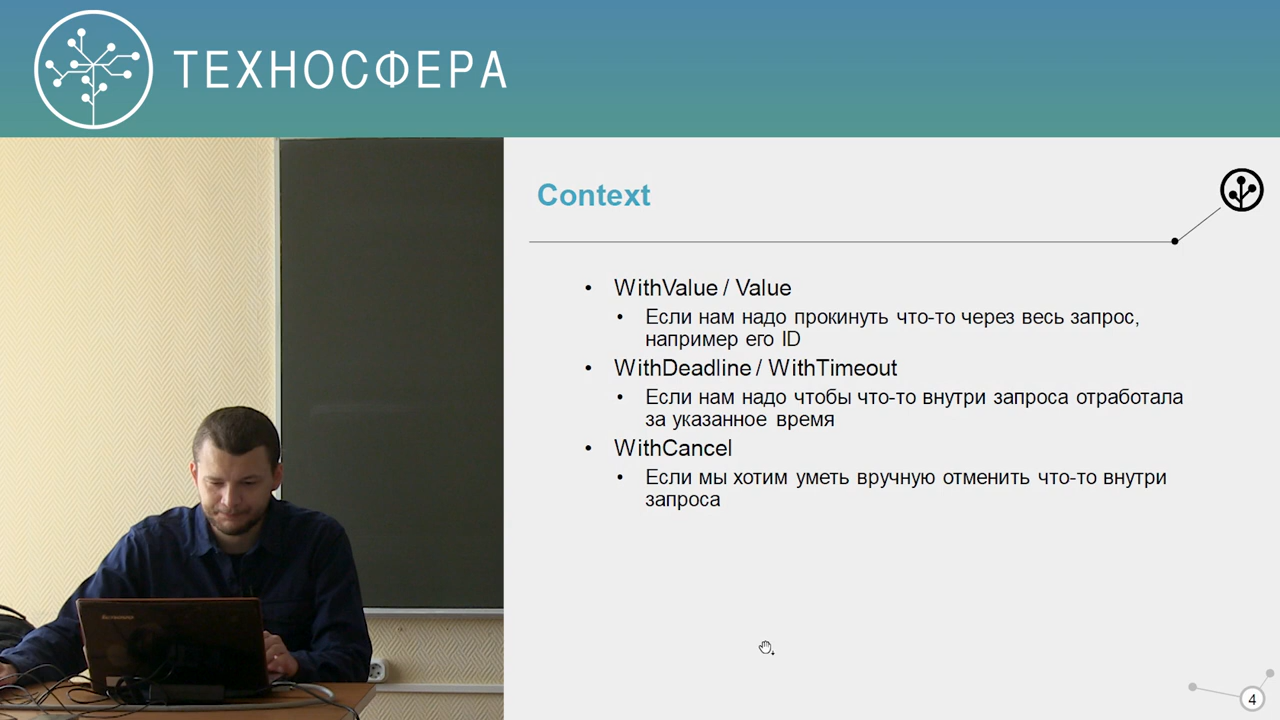 ТЕХНОСФЕРА
Context
• WithValue / Value
• Если нам надо прокинуть что-то через весь запрос,
например его ID
• WithDeadline / WithTimeout
• Если нам надо чтобы что-то внутри запроса отработала
за указанное время
• WithCancel
• Если мы хотим уметь вручную отменить что-то внутри
запроса
4